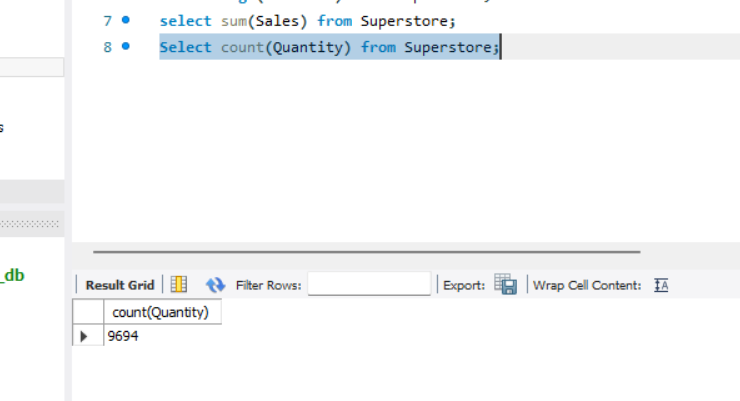 7 select sum(Sales) from Superstore;
8 Select count(Quantity) from Superstore;
s
_db
Result Grid Filter Rows: Export: Wrap Cell Content: IA
count(Quantity)
9694